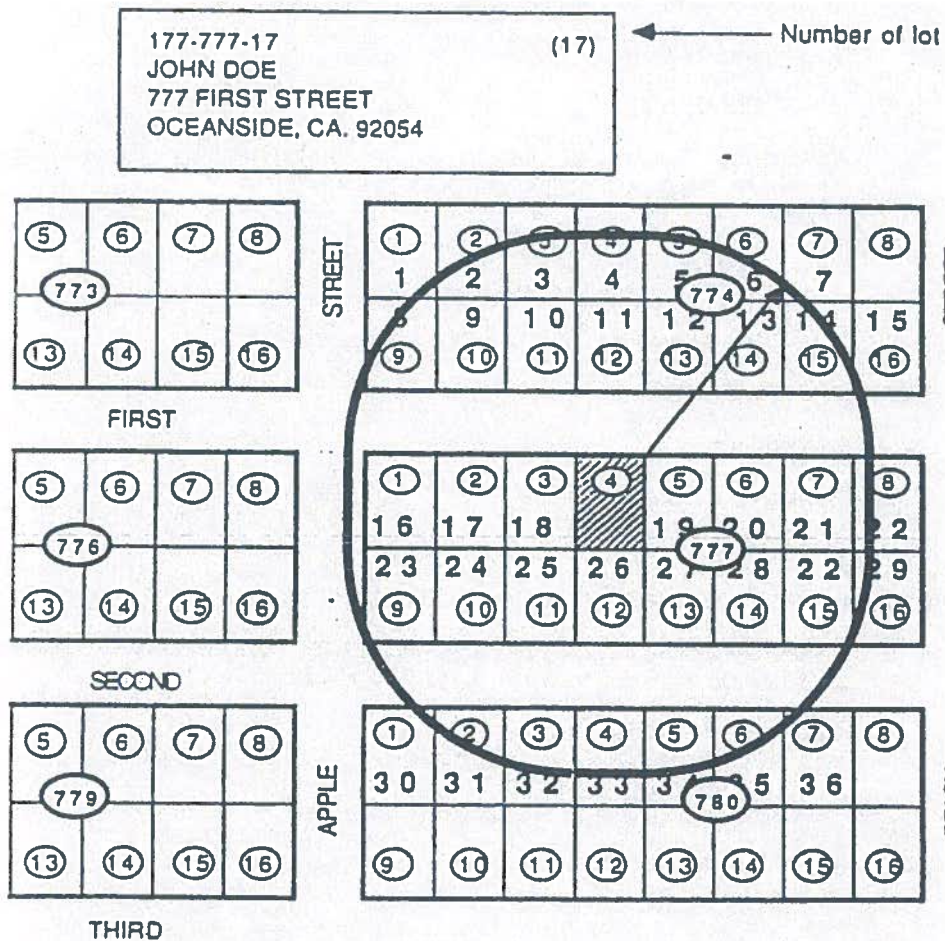 177-777-17 (17)
JOHN DOE
777 FIRST STREET
OCEANSIDE, CA. 92054
Number of lot
5 6 7 8
773
13 14 15 16
STREET
1 2 3 4 5 6 7 8
1 2 3 4 5 6 7
774
9 10 11 12 13 14 15
9 10 11 12 13 14 15 16
FIRST
5 6 7 8
776
13 14 15 16
1 2 3 4 5 6 7 8
16 17 18 19 20 21 22
777
23 24 25 26 27 28 22 29
9 10 11 12 13 14 15 16
SECOND
5 6 7 8
779
13 14 15 16
APPLE
1 2 3 4 5 6 7 8
30 31 32 33 34 35 36
780
9 10 11 12 13 14 15 16
THIRD